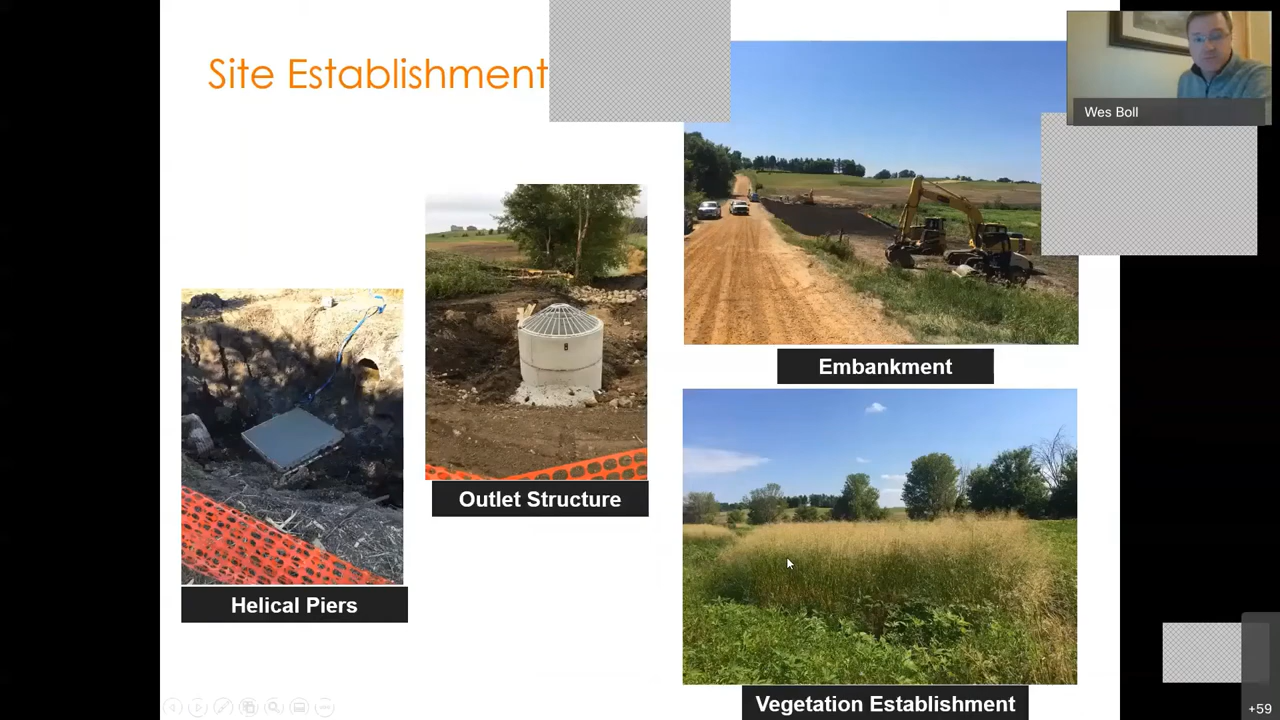 Site Establishment
Wes Boll
Embankment
Outlet Structure
Helical Piers
Vegetation Establishment
+59